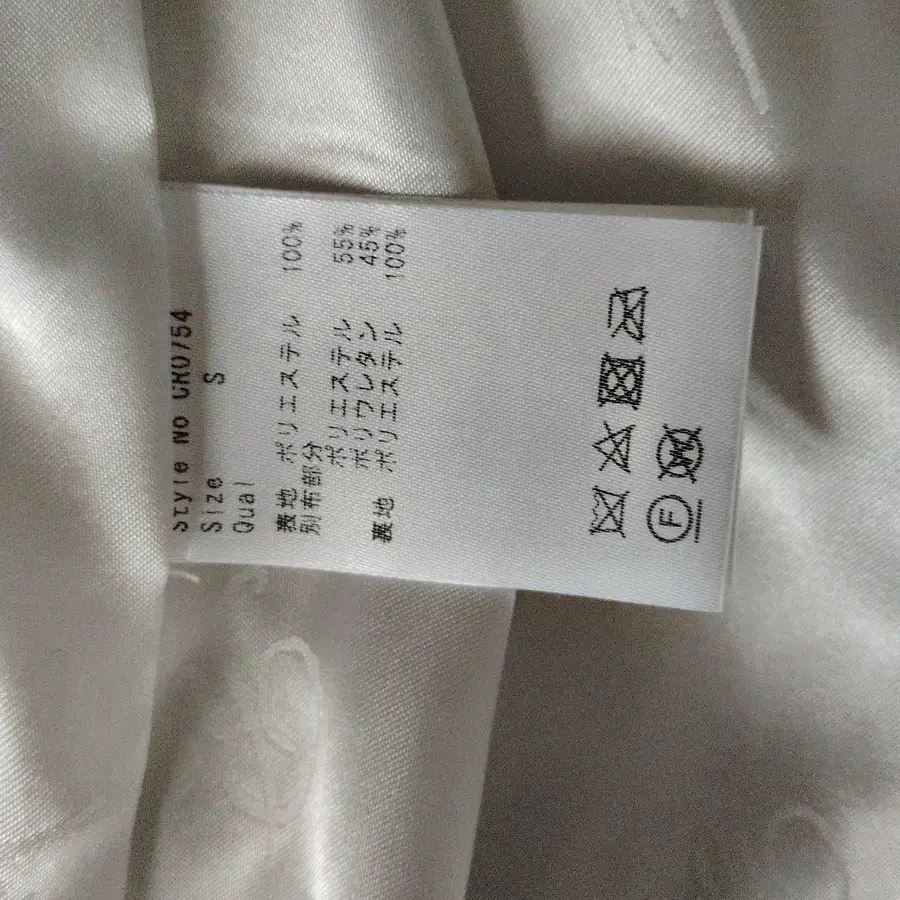 Style No
Size S
Qual
表地 ポリエステル 100%
別布部分
ポリエステル 55%
ポリウレタン 45%
裏地 ポリエステル 100%
F
W